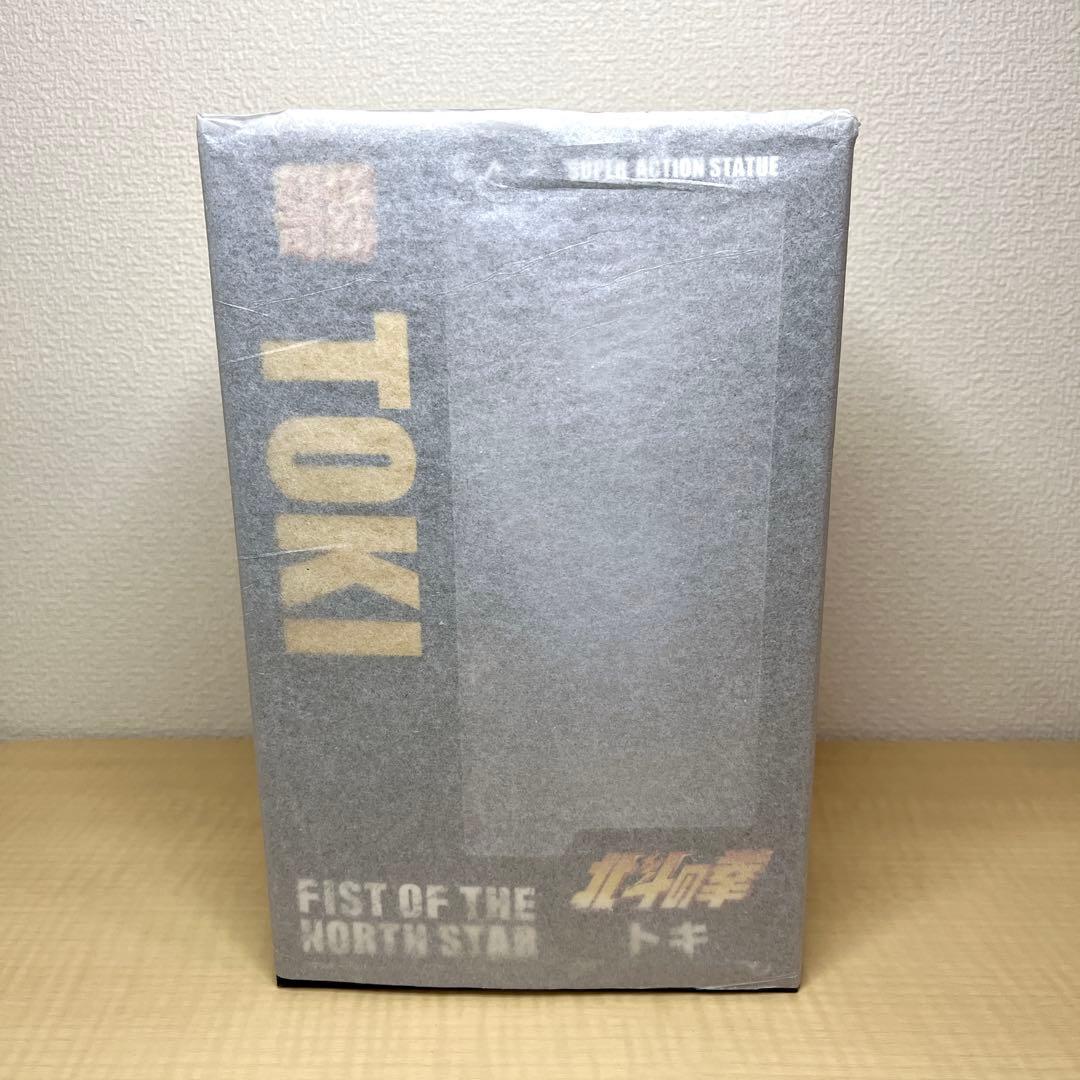 SUPER ACTION STATUE
TOKI
FIST OF THE
NORTH STAR
北斗の拳
トキ